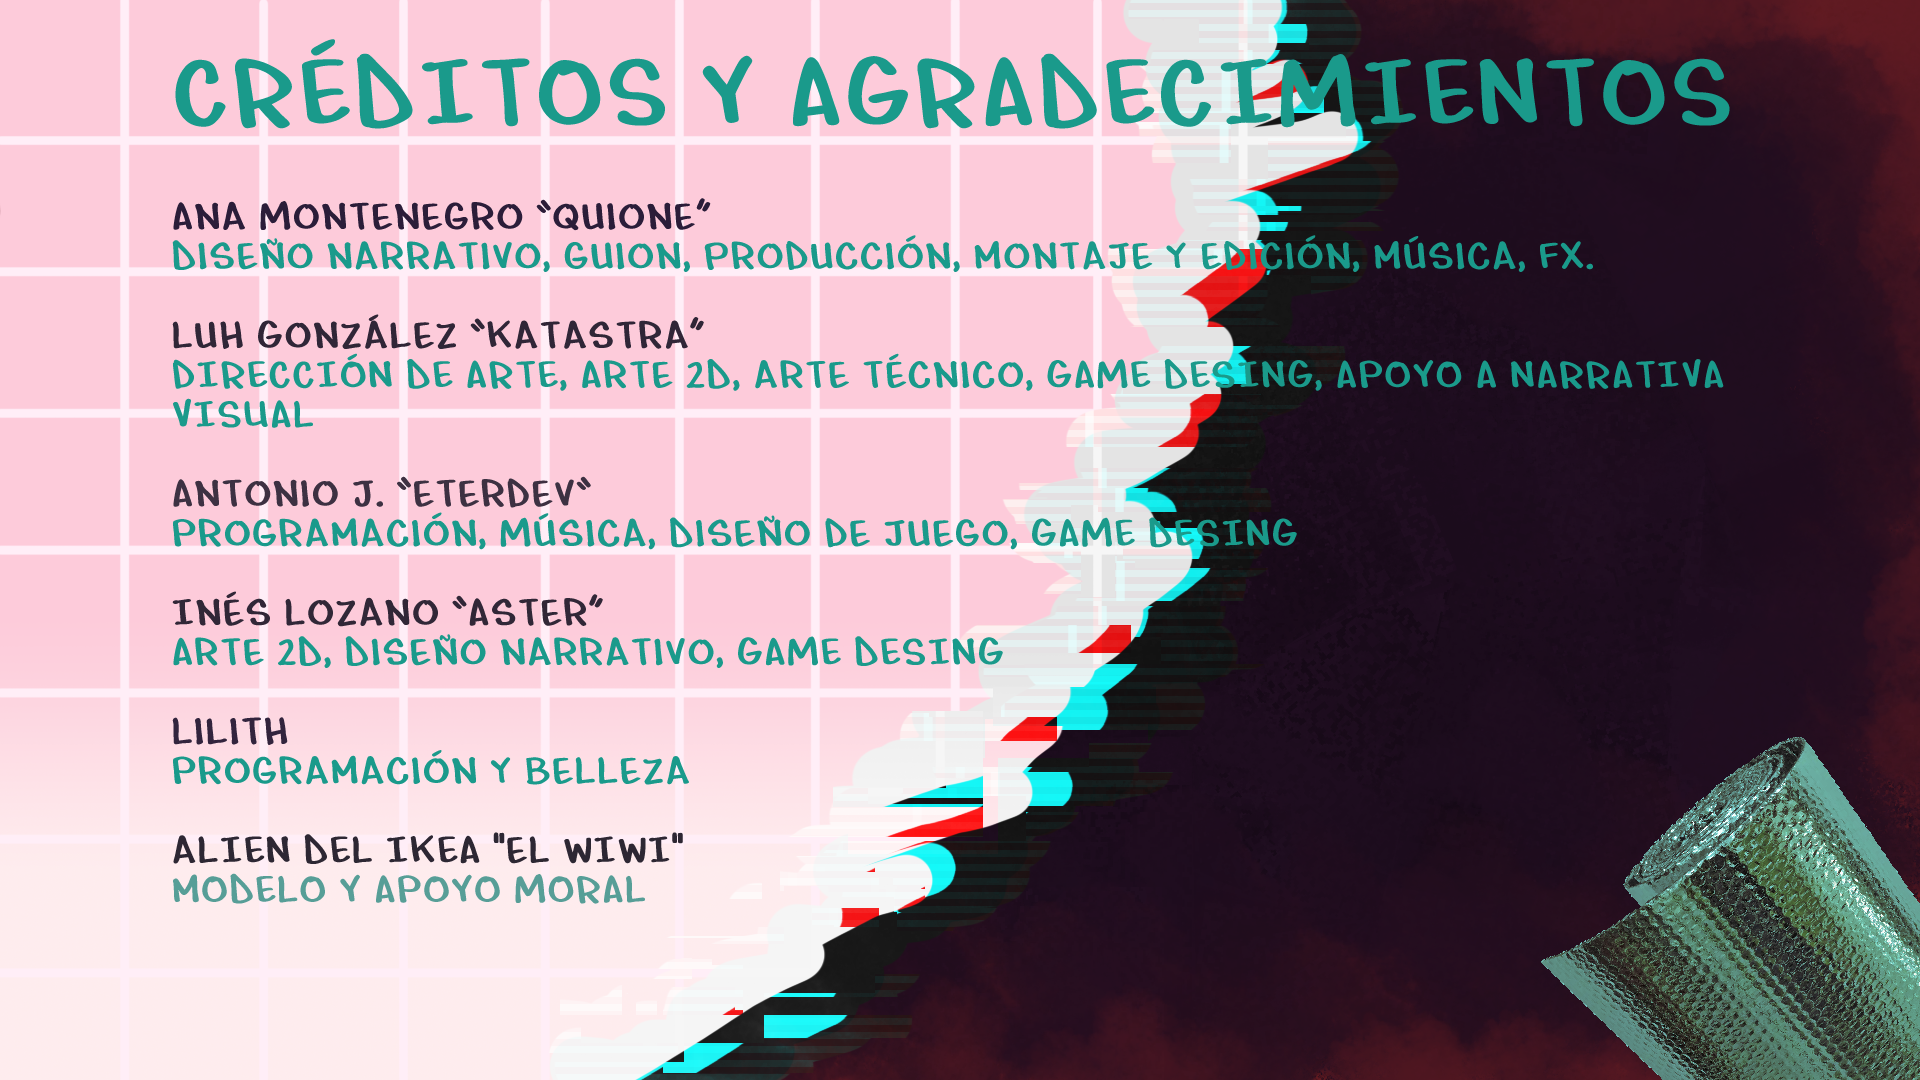 CRÉDITOS Y AGRADECIMIENTOS
ANA MONTENEGRO “QUIONE”
DISEÑO NARRATIVO, GUION, PRODUCCIÓN, MONTAJE Y EDICIÓN, MÚSICA, FX.
LUH GONZÁLEZ “KATASTRA”
DIRECCIÓN DE ARTE, ARTE 2D, ARTE TÉCNICO, GAME DESING, APOYO A NARRATIVA
VISUAL
ANTONIO J. “ETERDEV“
PROGRAMACIÓN, MÚSICA, DISEÑO DE JUEGO, GAME DESING
INÉS LOZANO “ASTER”
ARTE 2D, DISEÑO NARRATIVO, GAME DESING
LILITH
PROGRAMACIÓN Y BELLEZA
ALIEN DEL IKEA "EL WIWI"
MODELO Y APOYO MORAL